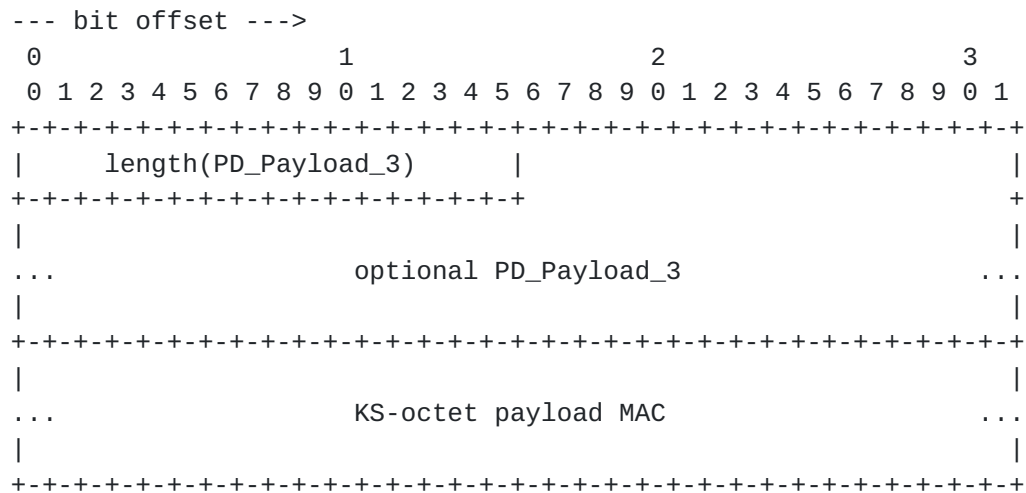 --- bit offset --->
 0                   1                   2                   3
 0 1 2 3 4 5 6 7 8 9 0 1 2 3 4 5 6 7 8 9 0 1 2 3 4 5 6 7 8 9 0 1
+-+-+-+-+-+-+-+-+-+-+-+-+-+-+-+-+-+-+-+-+-+-+-+-+-+-+-+-+-+-+-+-+
|     length(PD_Payload_3)      |                               |
+-+-+-+-+-+-+-+-+-+-+-+-+-+-+-+-+                               +
|                                                               |
...                   optional PD_Payload_3                   ...
|                                                               |
+-+-+-+-+-+-+-+-+-+-+-+-+-+-+-+-+-+-+-+-+-+-+-+-+-+-+-+-+-+-+-+-+
|                                                               |
...                   KS-octet payload MAC                    ...
|                                                               |
+-+-+-+-+-+-+-+-+-+-+-+-+-+-+-+-+-+-+-+-+-+-+-+-+-+-+-+-+-+-+-+-+